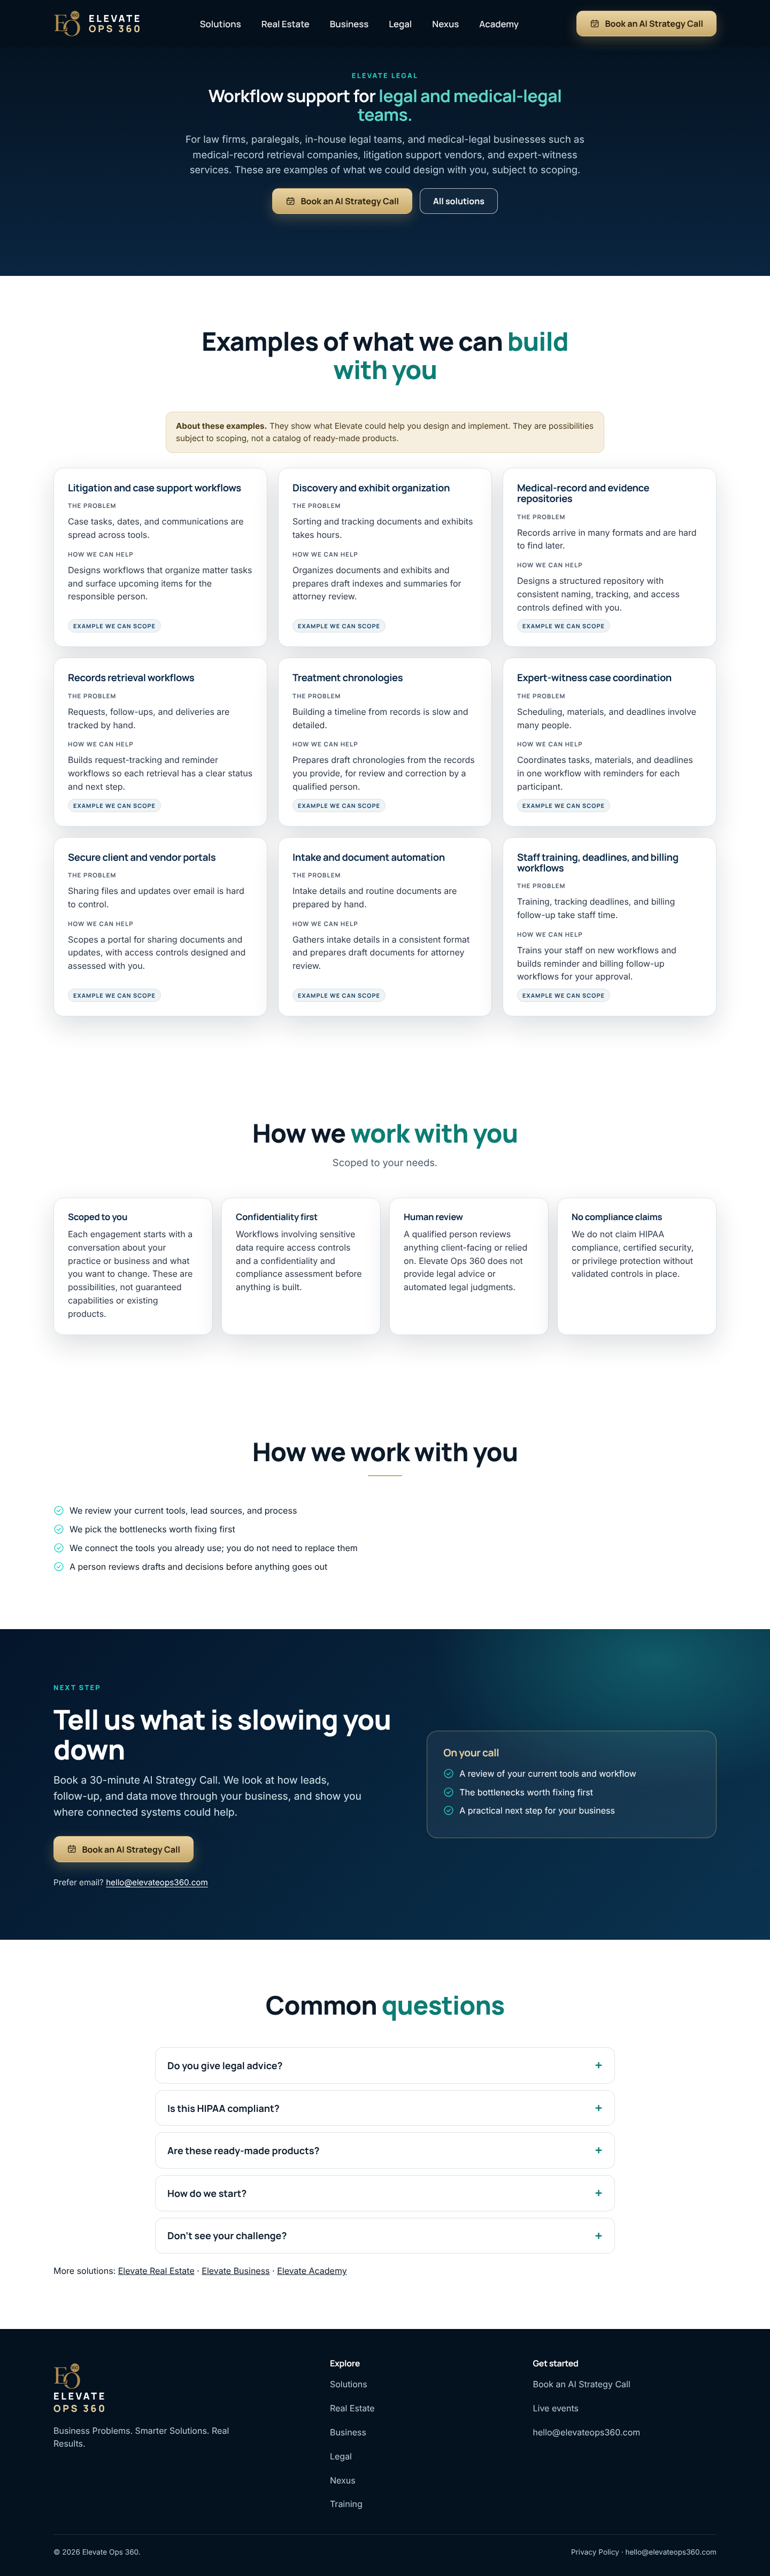 ELEVATE
OPS 360
Solutions
Real Estate
Business
Legal
Nexus
Academy
Book an AI Strategy Call
ELEVATE LEGAL
Workflow support for legal and medical-legal
teams.
For law firms, paralegals, in-house legal teams, and medical-legal businesses such as
medical-record retrieval companies, litigation support vendors, and expert-witness
services. These are examples of what we could design with you, subject to scoping.
Book an AI Strategy Call
All solutions
Examples of what we can build
with you
About these examples. They show what Elevate could help you design and implement. They are possibilities
subject to scoping, not a catalog of ready-made products.
Litigation and case support workflows
THE PROBLEM
Case tasks, dates, and communications are
spread across tools.
HOW WE CAN HELP
Designs workflows that organize matter tasks
and surface upcoming items for the
responsible person.
EXAMPLE WE CAN SCOPE
Discovery and exhibit organization
THE PROBLEM
Sorting and tracking documents and exhibits
takes hours.
HOW WE CAN HELP
Organizes documents and exhibits and
prepares draft indexes and summaries for
attorney review.
EXAMPLE WE CAN SCOPE
Medical-record and evidence
repositories
THE PROBLEM
Records arrive in many formats and are hard
to find later.
HOW WE CAN HELP
Designs a structured repository with
consistent naming, tracking, and access
controls defined with you.
EXAMPLE WE CAN SCOPE
Records retrieval workflows
THE PROBLEM
Requests, follow-ups, and deliveries are
tracked by hand.
HOW WE CAN HELP
Builds request-tracking and reminder
workflows so each retrieval has a clear status
and next step.
EXAMPLE WE CAN SCOPE
Treatment chronologies
THE PROBLEM
Building a timeline from records is slow and
detailed.
HOW WE CAN HELP
Prepares draft chronologies from the records
you provide, for review and correction by a
qualified person.
EXAMPLE WE CAN SCOPE
Expert-witness case coordination
THE PROBLEM
Scheduling, materials, and deadlines involve
many people.
HOW WE CAN HELP
Coordinates tasks, materials, and deadlines
in one workflow with reminders for each
participant.
EXAMPLE WE CAN SCOPE
Secure client and vendor portals
THE PROBLEM
Sharing files and updates over email is hard
to control.
HOW WE CAN HELP
Scopes a portal for sharing documents and
updates, with access controls designed and
assessed with you.
EXAMPLE WE CAN SCOPE
Intake and document automation
THE PROBLEM
Intake details and routine documents are
prepared by hand.
HOW WE CAN HELP
Gathers intake details in a consistent format
and prepares draft documents for attorney
review.
EXAMPLE WE CAN SCOPE
Staff training, deadlines, and billing
workflows
THE PROBLEM
Training, tracking deadlines, and billing
follow-up take staff time.
HOW WE CAN HELP
Trains your staff on new workflows and
builds reminder and billing follow-up
workflows for your approval.
EXAMPLE WE CAN SCOPE
How we work with you
Scoped to your needs.
Scoped to you
Each engagement starts with a
conversation about your
practice or business and what
you want to change. These are
possibilities, not guaranteed
capabilities or existing
products.
Confidentiality first
Workflows involving sensitive
data require access controls
and a confidentiality and
compliance assessment before
anything is built.
Human review
A qualified person reviews
anything client-facing or relied
on. Elevate Ops 360 does not
provide legal advice or
automated legal judgments.
No compliance claims
We do not claim HIPAA
compliance, certified security,
or privilege protection without
validated controls in place.
How we work with you
We review your current tools, lead sources, and process
We pick the bottlenecks worth fixing first
We connect the tools you already use; you do not need to replace them
A person reviews drafts and decisions before anything goes out
NEXT STEP
Tell us what is slowing you
down
Book a 30-minute AI Strategy Call. We look at how leads,
follow-up, and data move through your business, and show you
where connected systems could help.
Book an AI Strategy Call
Prefer email? hello@elevateops360.com
On your call
A review of your current tools and workflow
The bottlenecks worth fixing first
A practical next step for your business
Common questions
Do you give legal advice?
+
Is this HIPAA compliant?
+
Are these ready-made products?
+
How do we start?
+
Don't see your challenge?
+
More solutions: Elevate Real Estate · Elevate Business · Elevate Academy
ELEVATE
OPS 360
Business Problems. Smarter Solutions. Real
Results.
Explore
Solutions
Real Estate
Business
Legal
Nexus
Training
Get started
Book an AI Strategy Call
Live events
hello@elevateops360.com
© 2026 Elevate Ops 360.
Privacy Policy · hello@elevateops360.com